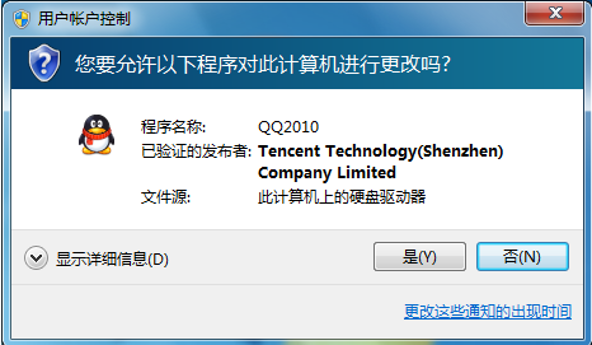 用户帐户控制
您要允许以下程序对此计算机进行更改吗?
程序名称: QQ2010
已验证的发布者: Tencent Technology(Shenzhen)
Company Limited
文件源: 此计算机上的硬盘驱动器
显示详细信息(D) 是(Y) 否(N)
更改这些通知的出现时间